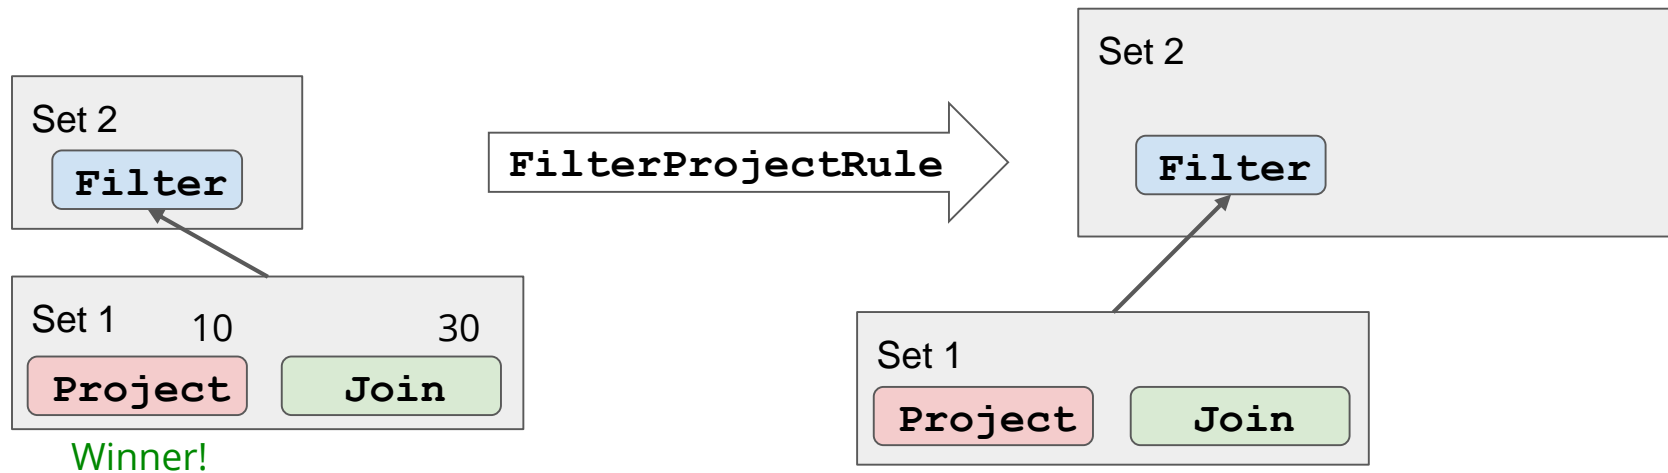 Set 2
Filter
Set 1
10
30
Project
Join
Winner!
FilterProjectRule
Set 2
Filter
Set 1
Project
Join